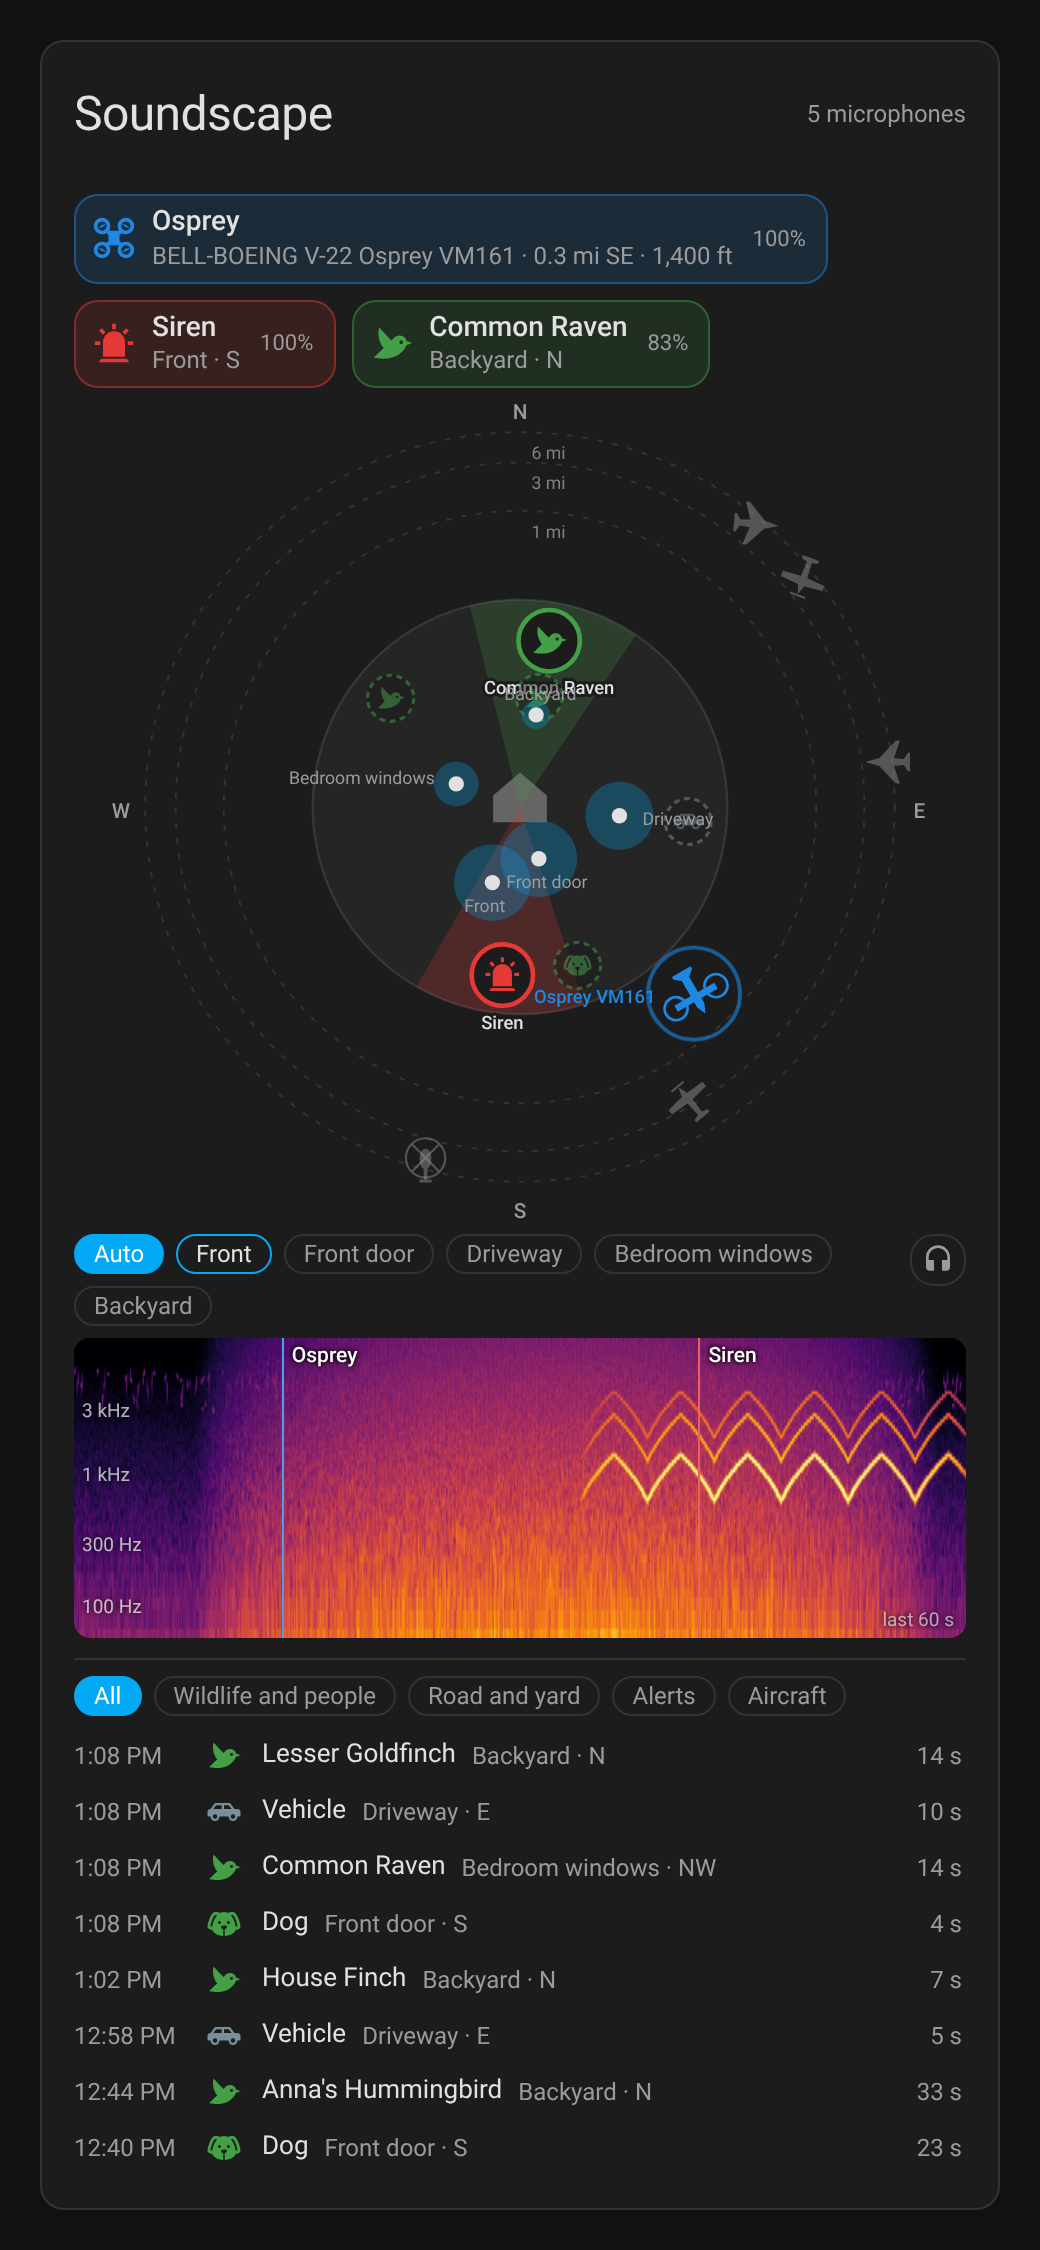 Soundscape
5 microphones
Osprey
BELL-BOEING V-22 Osprey VM161 · 0.3 mi SE · 1,400 ft
100%
Siren
Front · S
100%
Common Raven
Backyard · N
83%
N
6 mi
3 mi
1 mi
Common Raven
Backyard
Bedroom windows
W
E
Driveway
Front door
Front
Osprey VM161
Siren
S
Auto
Front
Front door
Driveway
Bedroom windows
Backyard
Osprey
Siren
3 kHz
1 kHz
300 Hz
100 Hz
last 60 s
All
Wildlife and people
Road and yard
Alerts
Aircraft
1:08 PM Lesser Goldfinch Backyard · N 14 s
1:08 PM Vehicle Driveway · E 10 s
1:08 PM Common Raven Bedroom windows · NW 14 s
1:08 PM Dog Front door · S 4 s
1:02 PM House Finch Backyard · N 7 s
12:58 PM Vehicle Driveway · E 5 s
12:44 PM Anna's Hummingbird Backyard · N 33 s
12:40 PM Dog Front door · S 23 s